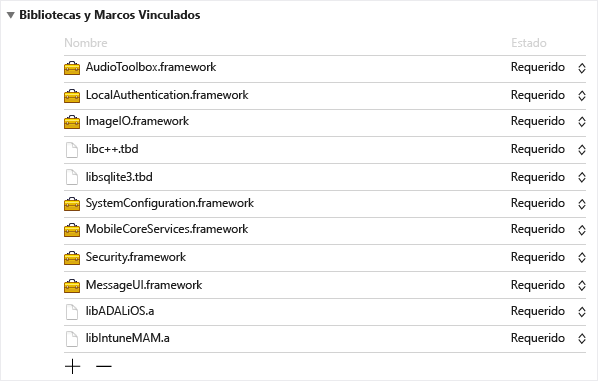 Bibliotecas y Marcos Vinculados
Nombre Estado
AudioToolbox.framework Requerido
LocalAuthentication.framework Requerido
ImageIO.framework Requerido
libc++.tbd Requerido
libsqlite3.tbd Requerido
SystemConfiguration.framework Requerido
MobileCoreServices.framework Requerido
Security.framework Requerido
MessageUI.framework Requerido
libADALiOS.a Requerido
libIntuneMAM.a Requerido